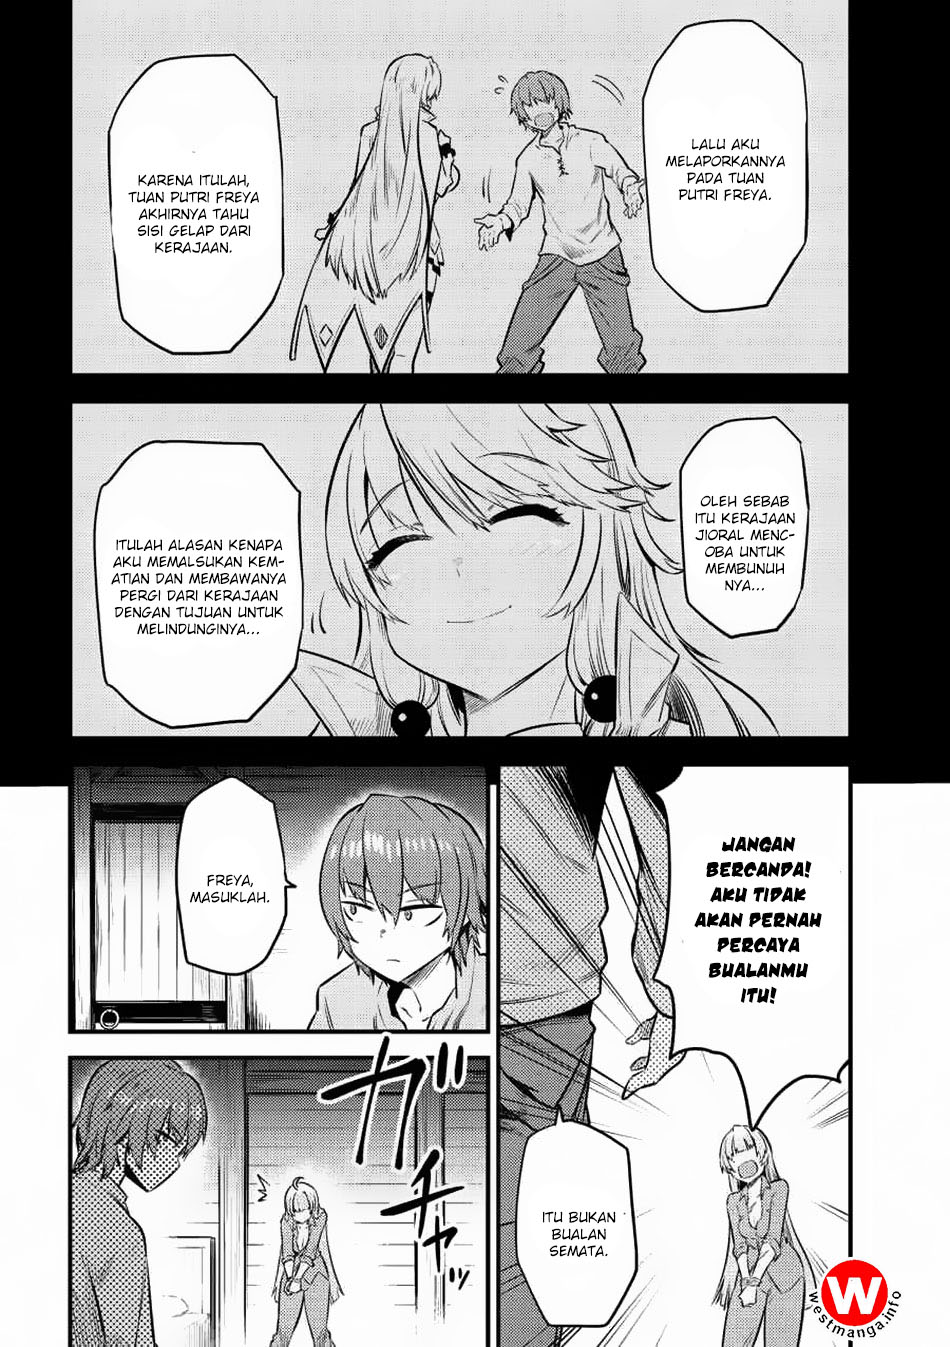 LALU AKU
MELAPORKANNYA
PADA TUAN
PUTRI FREYA.
KARENA ITULAH,
TUAN PUTRI FREYA
AKHIRNYA TAHU
SISI GELAP DARI
KERAJAAN.
OLEH SEBAB
ITU KERAJAAN
JIORAL MENC-
OBA UNTUK
MEMBUNUH
NYA...
ITULAH ALASAN KENAPA
AKU MEMALSUKAN KEM-
ATIAN DAN MEMBAWANYA
PERGI DARI KERAJAAN
DENGAN TUJUAN UNTUK
MELINDUNGINYA...
JANGAN
BERCANDA!
AKU TIDAK
AKAN PERNAH
PERCAYA
BUALANMU
ITU!
ITU BUKAN
BUALAN
SEMATA.
FREYA,
MASUKLAH.
ガチャッ
W
westmanga.info